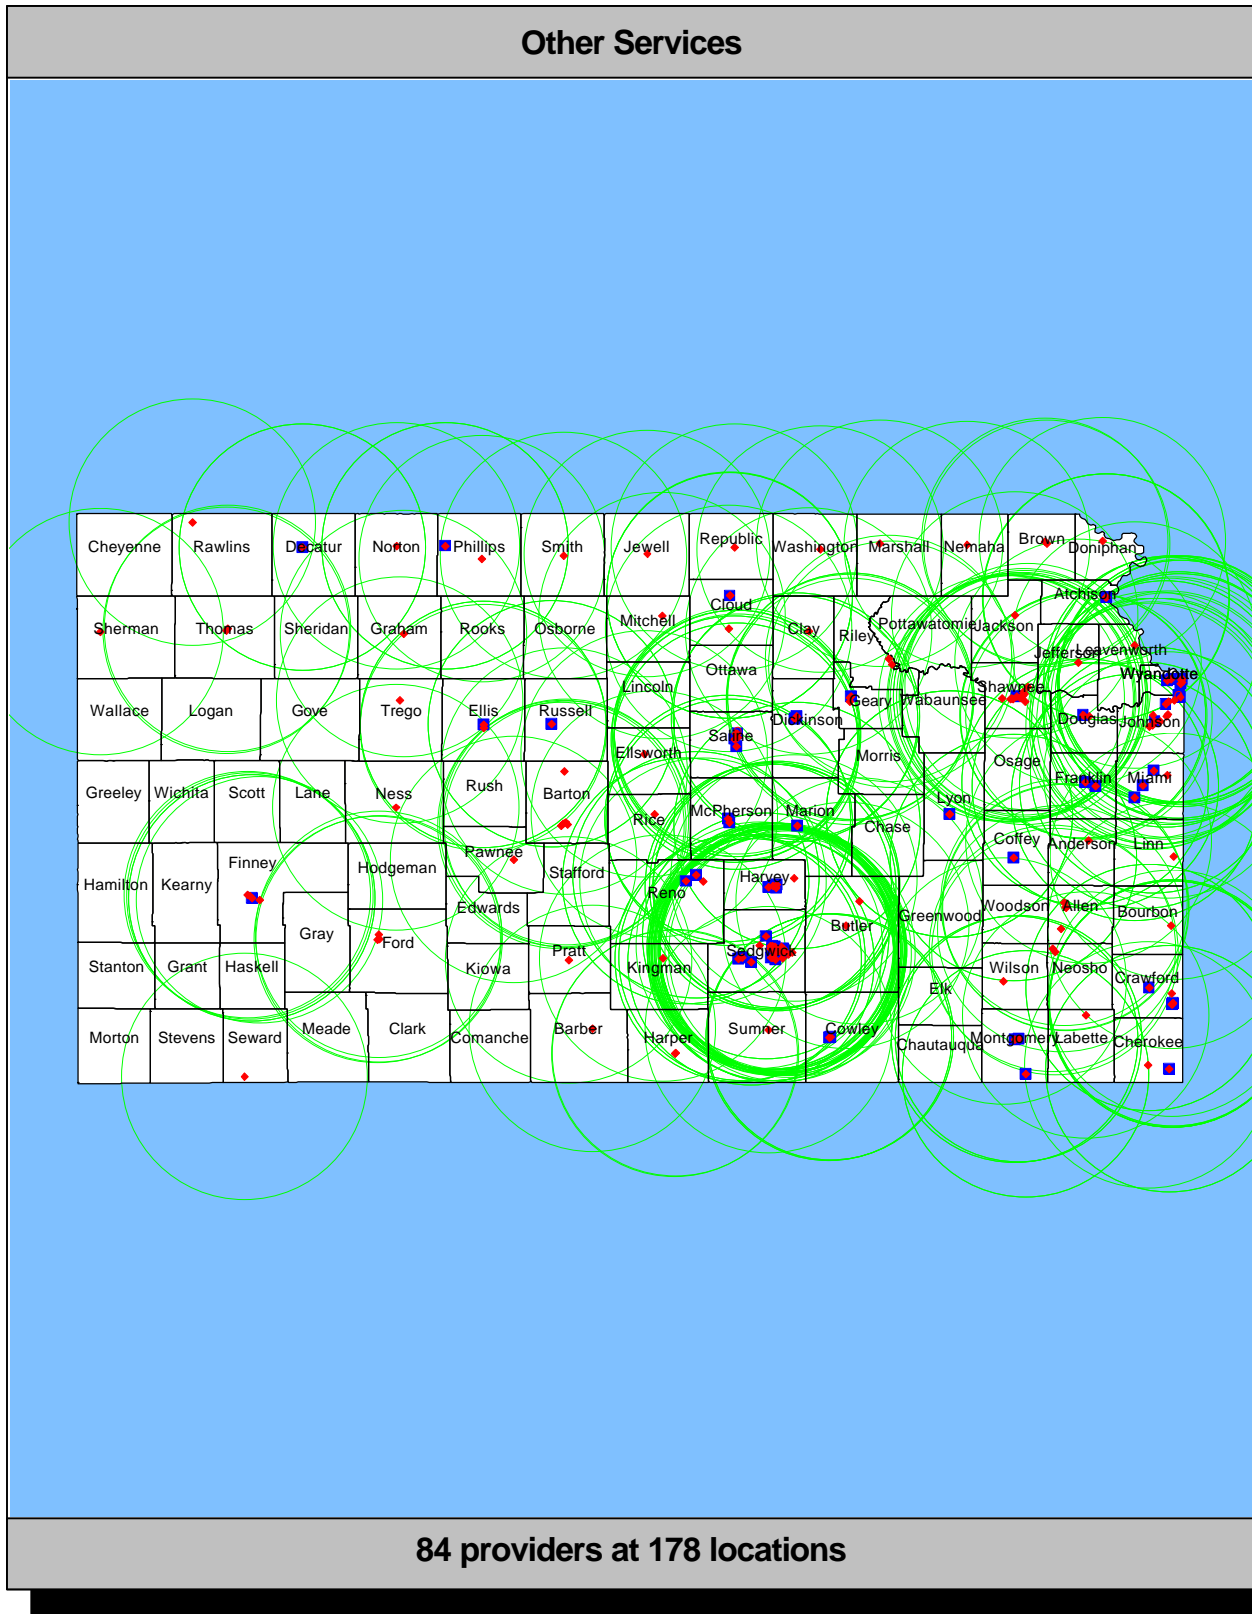 Other Services
Cheyenne Rawlins Decatur Norton Phillips Smith Jewell Republic Washington Marshall Nemaha Brown Doniphan
Atchison
Sherman Thomas Sheridan Graham Rooks Osborne Mitchell Cloud Clay Riley Pottawatomie Jackson Jefferson Leavenworth
Ottawa Wyandotte
Lincoln Geary Wabaunsee Shawnee
Wallace Logan Gove Trego Ellis Russell Dickinson Douglas Johnson
Saline
Ellsworth Morris Osage
Greeley Wichita Scott Lane Ness Rush Barton Franklin Miami
Rice McPherson Marion Chase Lyon
Coffey Anderson Linn
Pawnee
Hamilton Kearny Finney Hodgeman Stafford Reno Harvey
Edwards Greenwood Woodson Allen Bourbon
Gray Ford Butler
Stanton Grant Haskell Kiowa Pratt Kingman Sedgwick Elk Wilson Neosho Crawford
Morton Stevens Seward Meade Clark Comanche Barber Harper Sumner Cowley Chautauqua Montgomery Labette Cherokee
84 providers at 178 locations